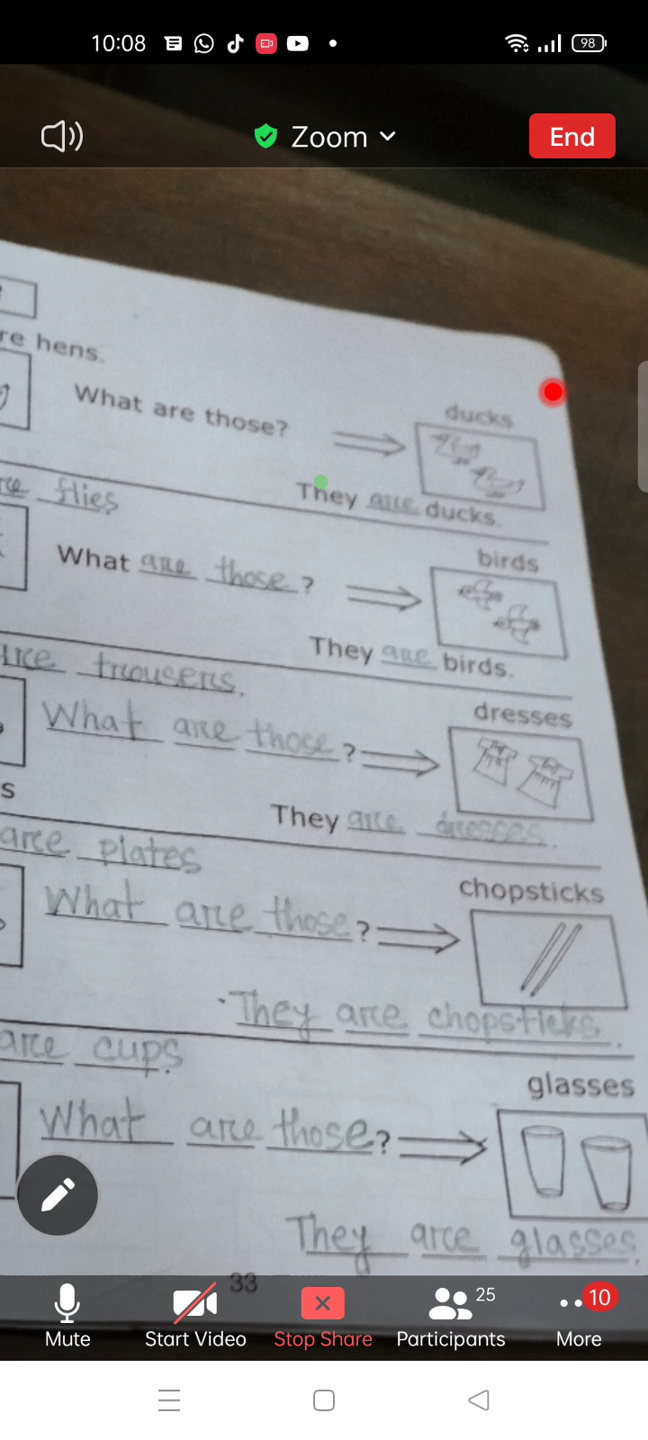 10:08
98
Zoom
End
re hens.
What are those?
ducks
They are ducks.
re flies
birds
What are those ?
They are birds.
are trousers.
dresses
What are those ?
s
They are dresses.
are plates
chopsticks
What are those ?
They are chopsticks.
are cups.
glasses
What are those?
They are glasses.
33
25
10
Mute
Start Video
Stop Share
Participants
More